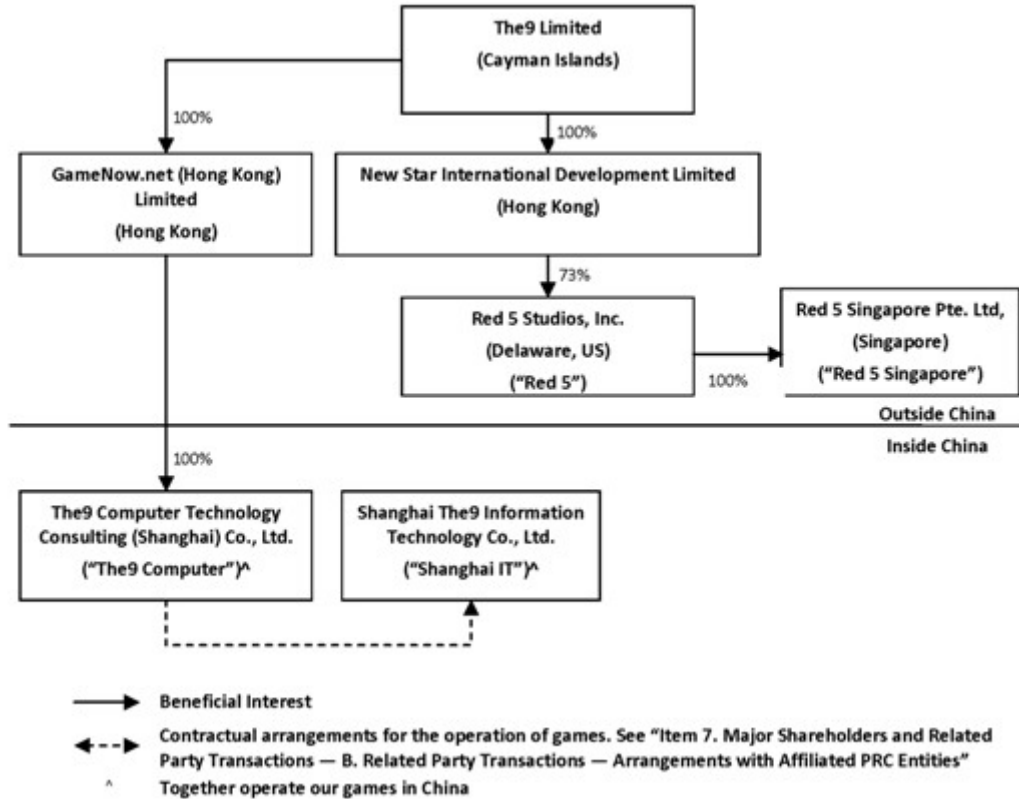 The9 Limited
(Cayman Islands)
100%
100%
GameNow.net (Hong Kong)
Limited
(Hong Kong)
New Star International Development Limited
(Hong Kong)
73%
Red 5 Studios, Inc.
(Delaware, US)
(“Red 5”)
100%
Red 5 Singapore Pte. Ltd,
(Singapore)
(“Red 5 Singapore”)
Outside China
Inside China
100%
The9 Computer Technology
Consulting (Shanghai) Co., Ltd.
(“The9 Computer”)^
Shanghai The9 Information
Technology Co., Ltd.
(“Shanghai IT”)^
Beneficial Interest
Contractual arrangements for the operation of games. See “Item 7. Major Shareholders and Related
Party Transactions — B. Related Party Transactions — Arrangements with Affiliated PRC Entities”
^ Together operate our games in China